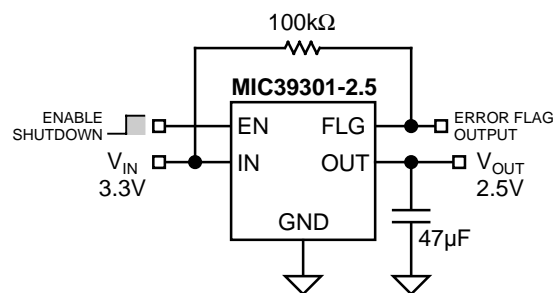 100kΩ
MIC39301-2.5
ENABLE
SHUTDOWN
EN
FLG
ERROR FLAG
OUTPUT
VIN
3.3V
IN
OUT
VOUT
2.5V
GND
47µF